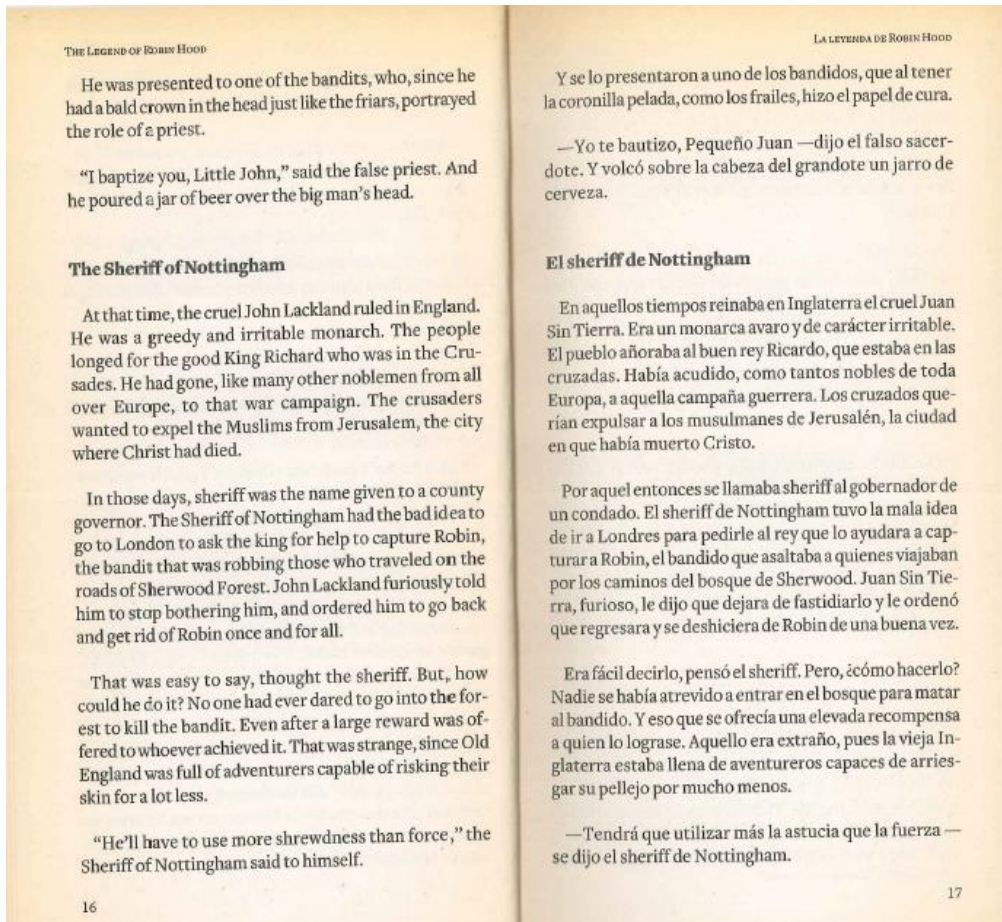 THE LEGEND OF ROBIN HOOD
He was presented to one of the bandits, who, since he
had a bald crown in the head just like the friars, portrayed
the role of a priest.
“I baptize you, Little John,” said the false priest. And
he poured a jar of beer over the big man’s head.
The Sheriff of Nottingham
At that time, the cruel John Lackland ruled in England.
He was a greedy and irritable monarch. The people
longed for the good King Richard who was in the Cru-
sades. He had gone, like many other noblemen from all
over Europe, to that war campaign. The crusaders
wanted to expel the Muslims from Jerusalem, the city
where Christ had died.
In those days, sheriff was the name given to a county
governor. The Sheriff of Nottingham had the bad idea to
go to London to ask the king for help to capture Robin,
the bandit that was robbing those who traveled on the
roads of Sherwood Forest. John Lackland furiously told
him to stop bothering him, and ordered him to go back
and get rid of Robin once and for all.
That was easy to say, thought the sheriff. But, how
could he do it? No one had ever dared to go into the for-
est to kill the bandit. Even after a large reward was of-
fered to whoever achieved it. That was strange, since Old
England was full of adventurers capable of risking their
skin for a lot less.
“He’ll have to use more shrewdness than force,” the
Sheriff of Nottingham said to himself.
16
LA LEYENDA DE ROBIN HOOD
Y se lo presentaron a uno de los bandidos, que al tener
la coronilla pelada, como los frailes, hizo el papel de cura.
—Yo te bautizo, Pequeño Juan —dijo el falso sacer-
dote. Y volcó sobre la cabeza del grandote un jarro de
cerveza.
El sheriff de Nottingham
En aquellos tiempos reinaba en Inglaterra el cruel Juan
Sin Tierra. Era un monarca avaro y de carácter irritable.
El pueblo añoraba al buen rey Ricardo, que estaba en las
cruzadas. Había acudido, como tantos nobles de toda
Europa, a aquella campaña guerrera. Los cruzados que-
rían expulsar a los musulmanes de Jerusalén, la ciudad
en que había muerto Cristo.
Por aquel entonces se llamaba sheriff al gobernador de
un condado. El sheriff de Nottingham tuvo la mala idea
de ir a Londres para pedirle al rey que lo ayudara a cap-
turar a Robin, el bandido que asaltaba a quienes viajaban
por los caminos del bosque de Sherwood. Juan Sin Tie-
rra, furioso, le dijo que dejara de fastidiarlo y le ordenó
que regresara y se deshiciera de Robin de una buena vez.
Era fácil decirlo, pensó el sheriff. Pero, ¿cómo hacerlo?
Nadie se había atrevido a entrar en el bosque para matar
al bandido. Y eso que se ofrecía una elevada recompensa
a quien lo lograse. Aquello era extraño, pues la vieja In-
glaterra estaba llena de aventureros capaces de arries-
gar su pellejo por mucho menos.
—Tendrá que utilizar más la astucia que la fuerza —
se dijo el sheriff de Nottingham.
17